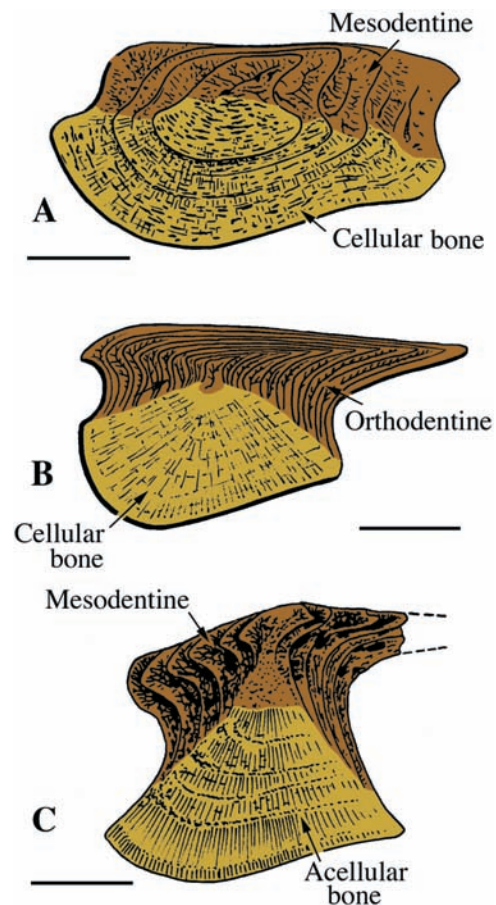 Mesodentine
A
Cellular bone
Orthodentine
B
Cellular
bone
Mesodentine
C
Acellular
bone